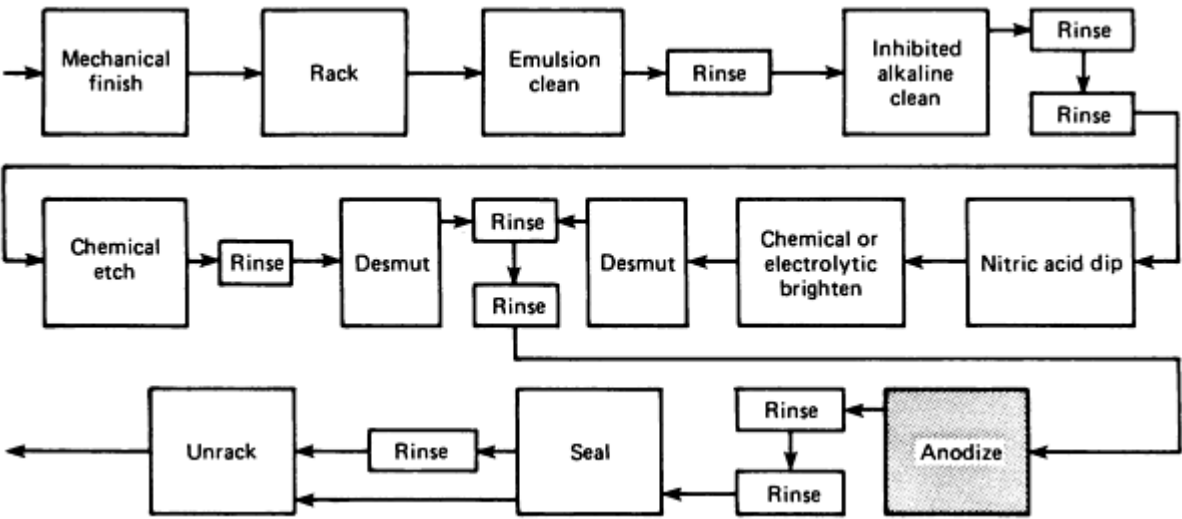 Mechanical
finish
Rack
Emulsion
clean
Rinse
Inhibited
alkaline
clean
Rinse
Rinse
Chemical
etch
Rinse
Desmut
Rinse
Rinse
Desmut
Chemical or
electrolytic
brighten
Nitric acid dip
Unrack
Rinse
Seal
Rinse
Rinse
Anodize